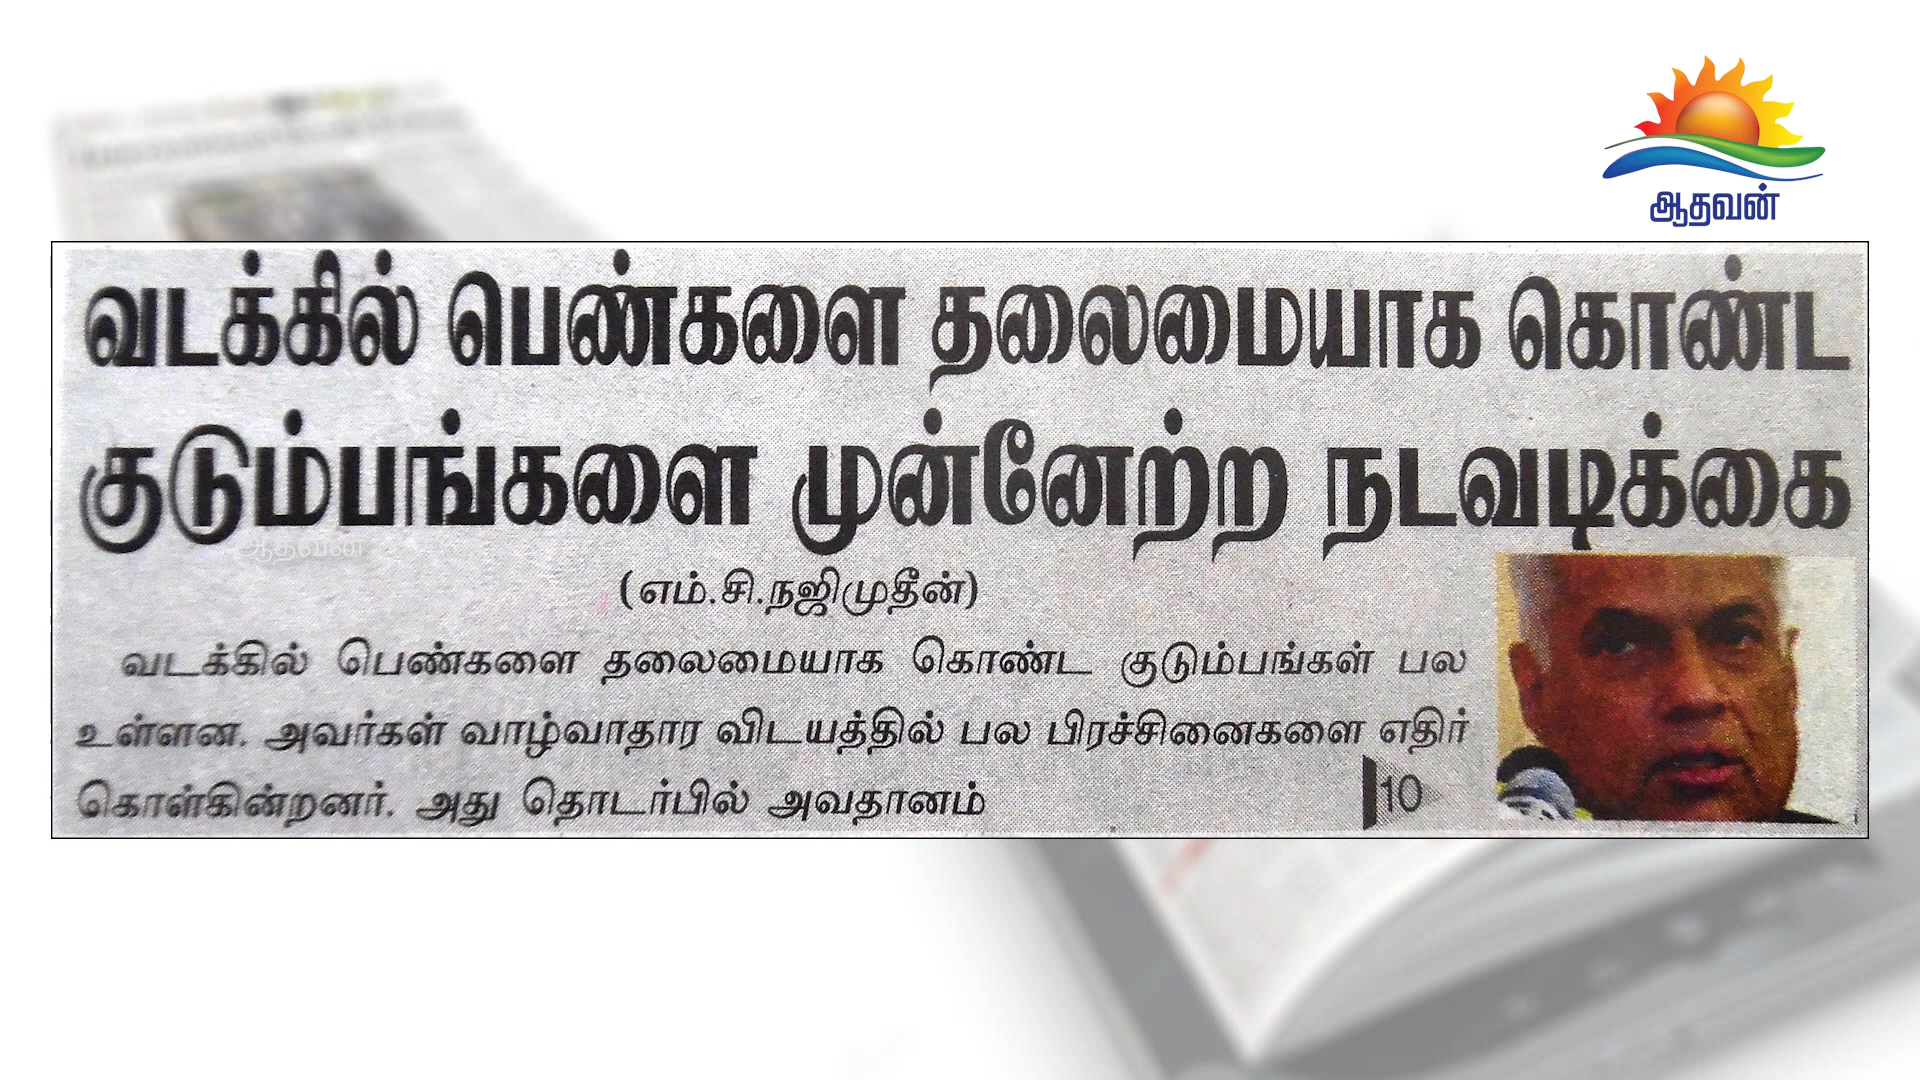 ஆதவன்
வடக்கில் பெண்களை தலைமையாக கொண்ட
குடும்பங்களை முன்னேற்ற நடவடிக்கை
ஆதவன்
(எம்.சி.நஜிமுதீன்)
வடக்கில் பெண்களை தலைமையாக கொண்ட குடும்பங்கள் பல
உள்ளன. அவர்கள் வாழ்வாதார விடயத்தில் பல பிரச்சினைகளை எதிர்
கொள்கின்றனர். அது தொடர்பில் அவதானம்
10